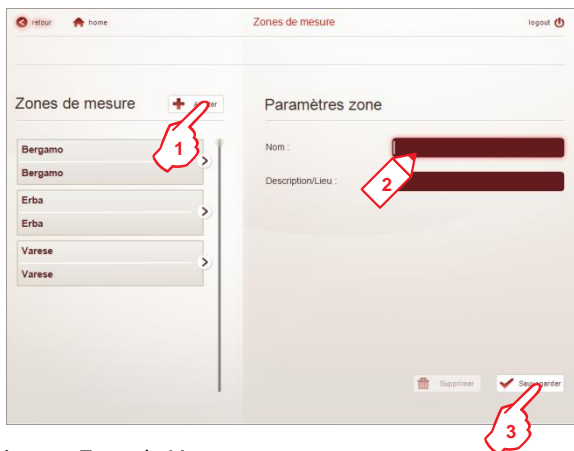 retour home Zones de mesure logout
Zones de mesure
Paramètres zone
1
Bergamo
Bergamo
Erba
Erba
Varese
Varese
Nom :
2
Description/Lieu :
Supprimer
3